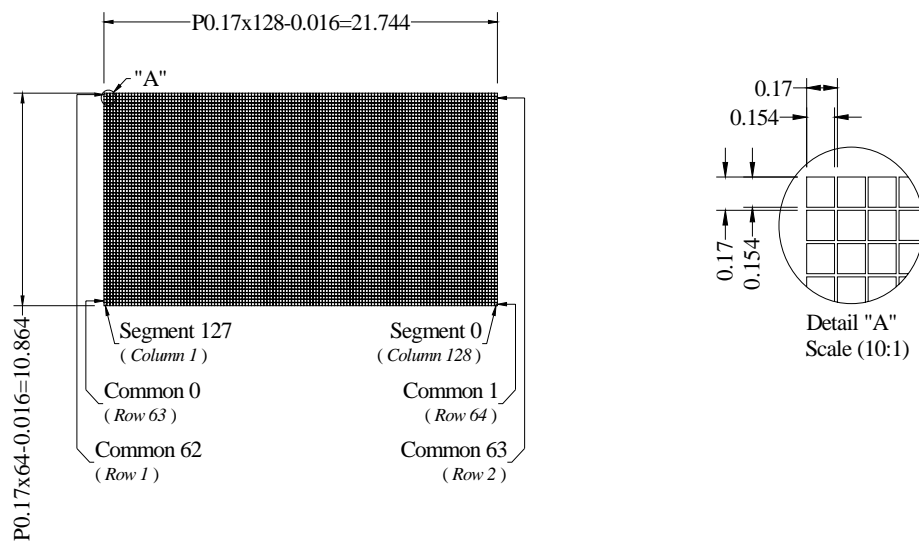 P0.17x128-0.016=21.744
"A"
P0.17x64-0.016=10.864
Segment 127
( Column 1 )
Segment 0
( Column 128 )
Common 0
( Row 63 )
Common 1
( Row 64 )
Common 62
( Row 1 )
Common 63
( Row 2 )
0.17
0.154
0.17
0.154
Detail "A"
Scale (10:1)